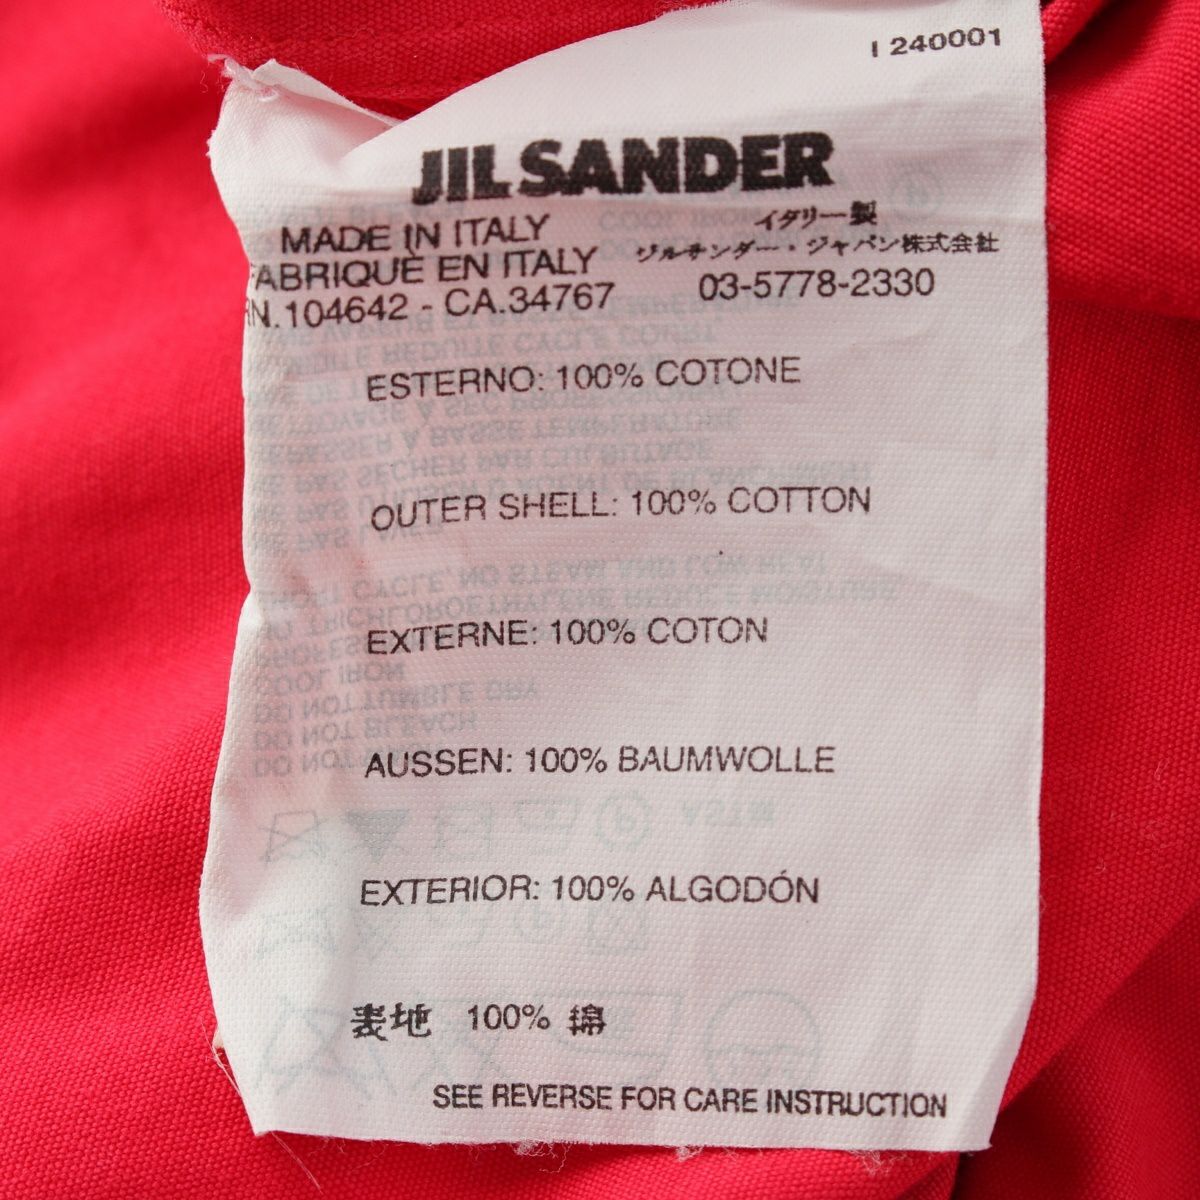 I 240001
JIL SANDER
MADE IN ITALY
FABRIQUE EN ITALY
RN.104642 - CA.34767
イタリー製
ジルサンダー・ジャパン株式会社
03-5778-2330
ESTERNO: 100% COTONE
OUTER SHELL: 100% COTTON
EXTERNE: 100% COTON
AUSSEN: 100% BAUMWOLLE
EXTERIOR: 100% ALGODÓN
表地 100% 綿
SEE REVERSE FOR CARE INSTRUCTION